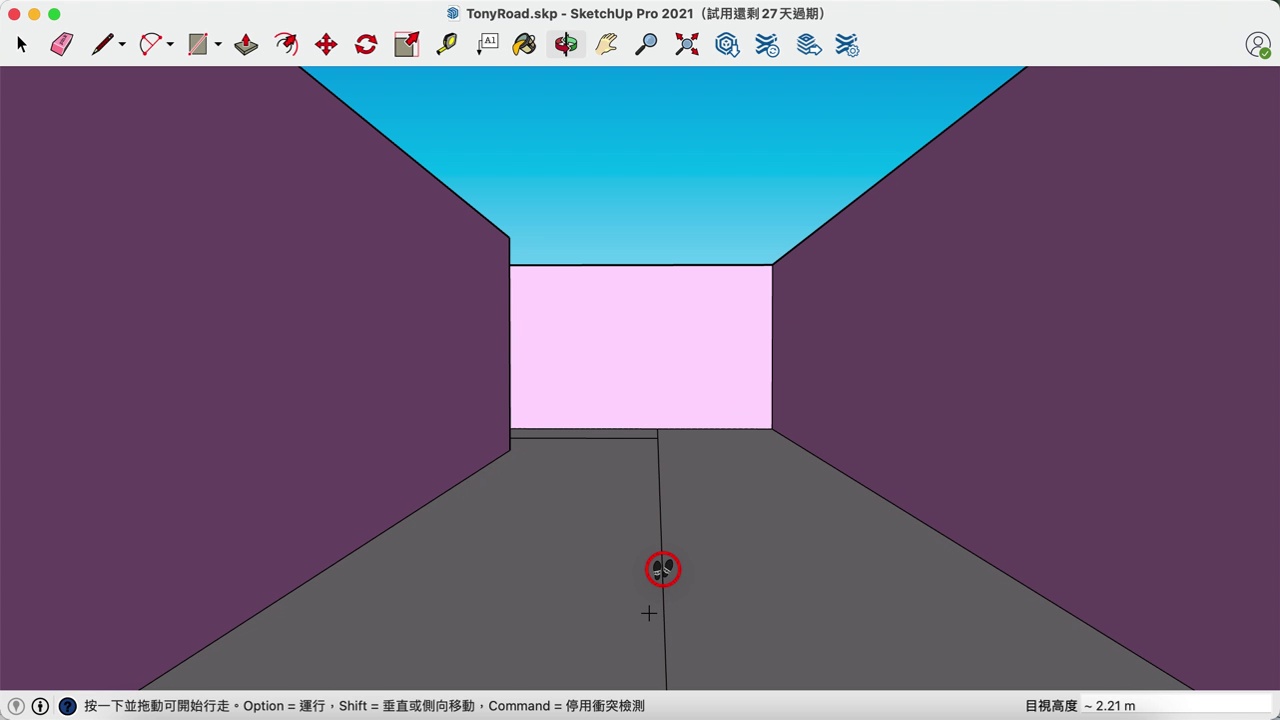 TonyRoad.skp - SketchUp Pro 2021（試用還剩 27 天過期）
A1
按一下並拖動可開始行走。Option = 運行，Shift = 垂直或側向移動，Command = 停用衝突檢測
目視高度 ~ 2.21 m